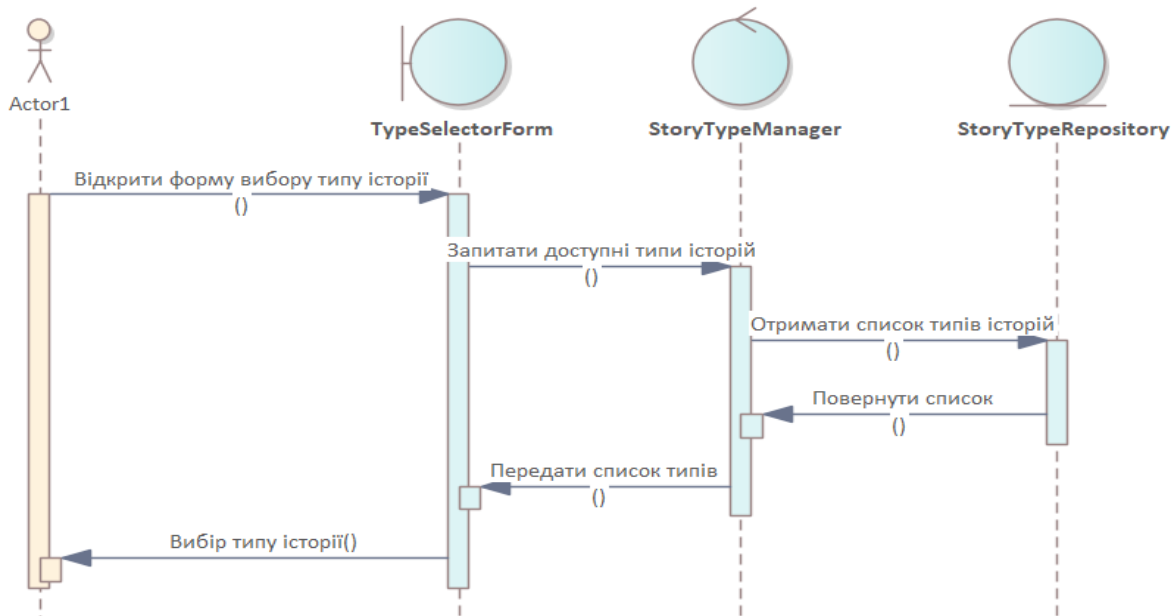 Actor1
TypeSelectorForm
StoryTypeManager
StoryTypeRepository
Відкрити форму вибору типу історії
()
Запитати доступні типи історій
()
Отримати список типів історій
()
Повернути список
()
Передати список типів
()
Вибір типу історії()